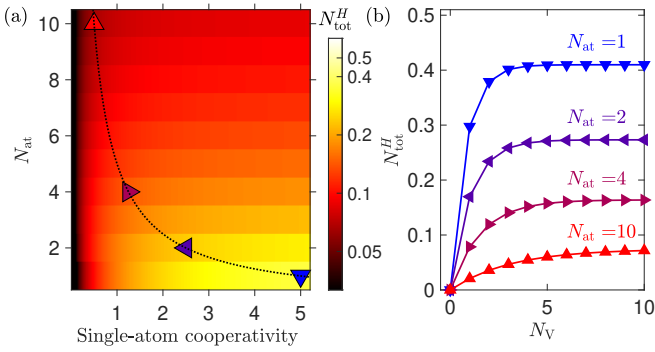 (a)
10
8
6
4
2
N_at
1
2
3
4
5
Single-atom cooperativity
N^H_tot
0.5
0.4
0.3
0.2
0.1
0.05
(b)
0.4
0.3
0.2
0.1
0
N^H_tot
N_at =1
N_at =2
N_at =4
N_at =10
0
5
10
N_V